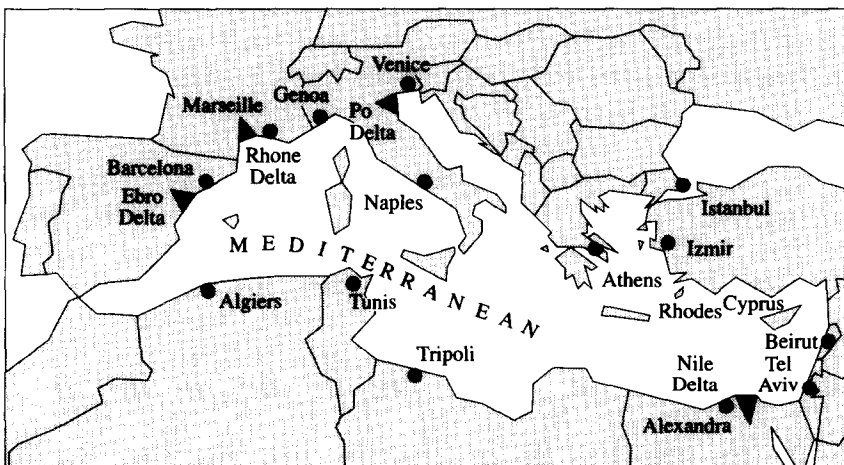 Venice
Genoa
Marseille
Po
Delta
Rhone
Delta
Barcelona
Ebro
Delta
Naples
Istanbul
MEDITERRANEAN
Izmir
Athens
Algiers
Tunis
Rhodes
Cyprus
Tripoli
Beirut
Tel
Aviv
Nile
Delta
Alexandra